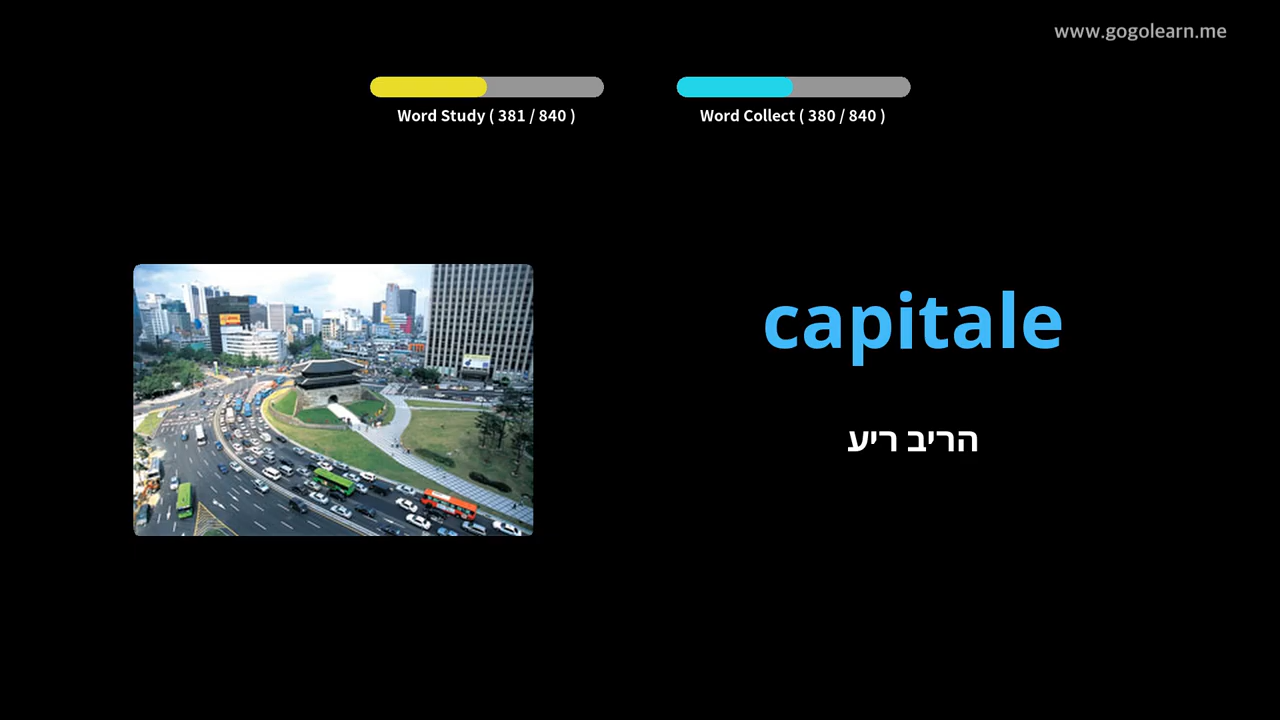 www.gogolearn.me
Word Study ( 381 / 840 )
Word Collect ( 380 / 840 )
capitale
הריב ריע